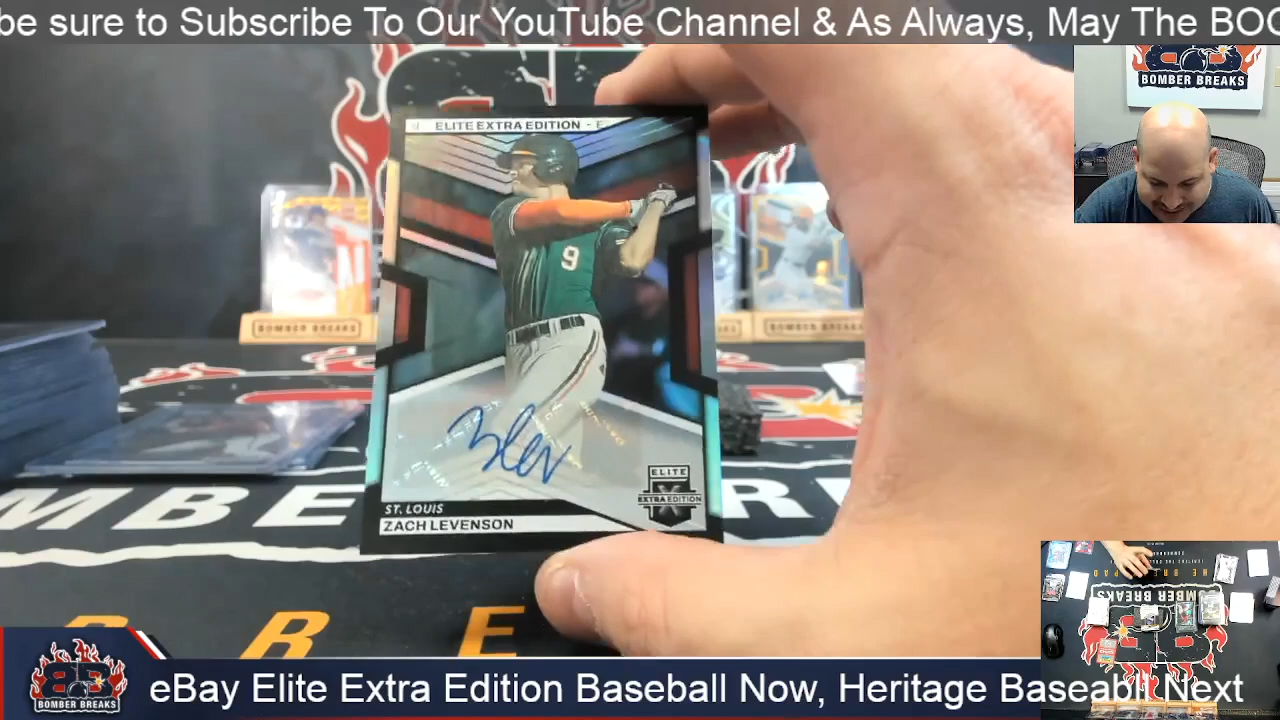 be sure to Subscribe To Our YouTube Channel & As Always, May The BOO
BOMBER BREAKS
ELITE EXTRA EDITION - E
9
ST. LOUIS
ZACH LEVENSON
ELITE
EXTRA EDITION
BOMBER BREAKS
BOMBER BREAKS
BOMBER BREAKS
eBay Elite Extra Edition Baseball Now, Heritage Baseabll Next